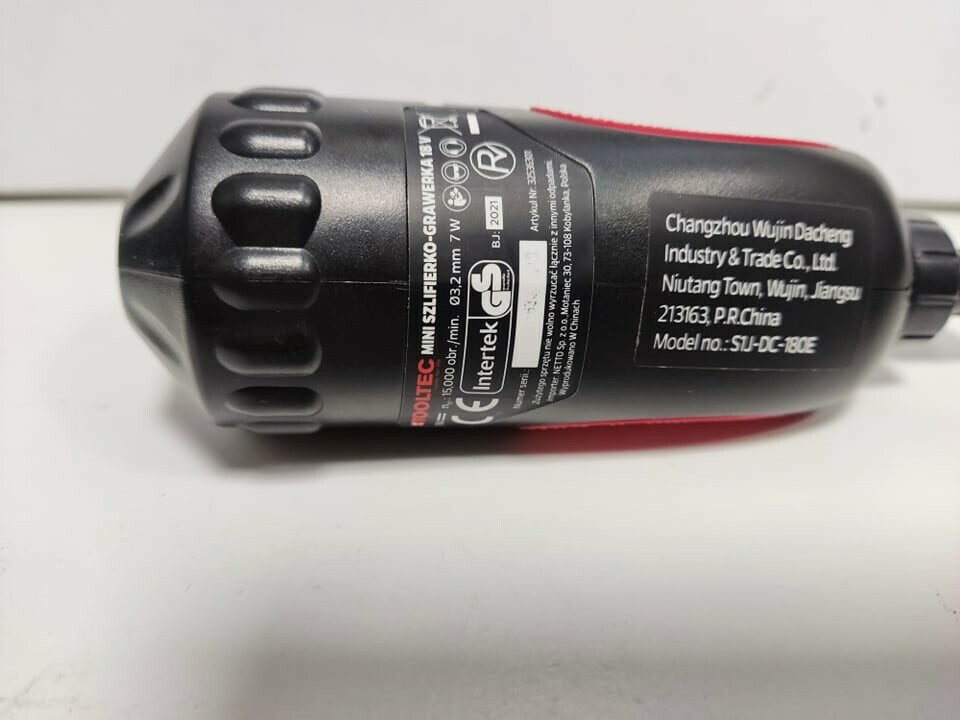 TOOLTEC MINI SZLIFIERKO-GRAWERKA 18 V
n₀: 15,000 obr./min. Ø3,2 mm 7 W
CE Intertek GS BJ: 2021
Numer serii.: Artykuł Nr: 32536301
Zużytego sprzętu nie wolno wyrzucać łącznie z innymi odpadami.
Importer: NETTO Sp. z o.o., Motaniec 30, 73-108 Kobylanka, Polska
Wyprodukowano W Chinach
Changzhou Wujin Dacheng
Industry & Trade Co., Ltd.
Niutang Town, Wujin, Jiangsu
213163, P.R.China
Model no.: S1J-DC-180E